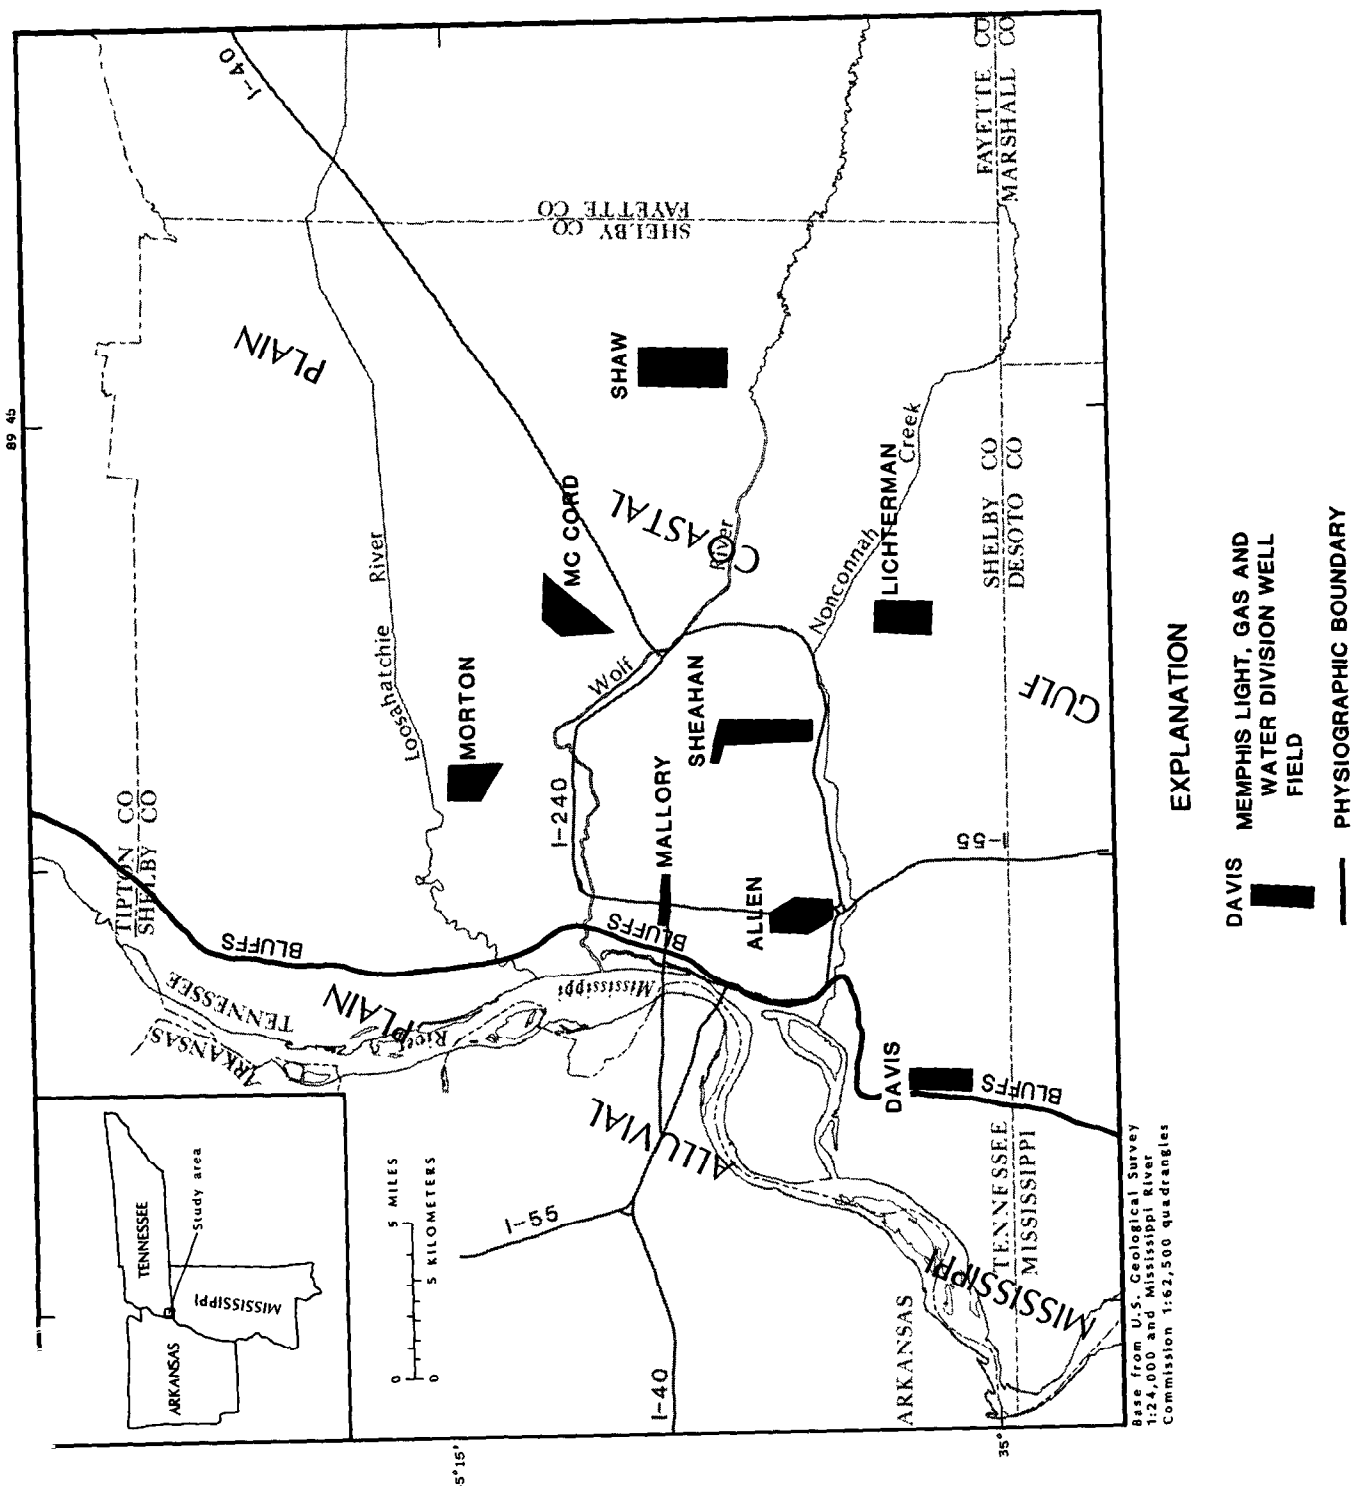 89 45
I-40
SHELBY CO
FAYETTE CO
FAYETTE CO
MARSHALL CO
PLAIN
SHAW
COASTAL
MC CORD
Loosahatchie River
River
Creek
LICHTERMAN
Nonconnah
SHELBY CO
DESOTO CO
MORTON
Wolf
SHEAHAN
GULF
TIPTON CO
SHELBY CO
I-240
MALLORY
I-55
ALLEN
BLUFFS
BLUFFS
TENNESSEE
ARKANSAS
PLAIN
River
Mississippi
DAVIS
BLUFFS
ALLUVIAL
TENNESSEE
MISSISSIPPI
MISSISSIPPI
ARKANSAS
I-55
I-40
TENNESSEE
Study area
MISSISSIPPI
ARKANSAS
0 5 MILES
0 5 KILOMETERS
5°15'
35°
Base from U.S. Geological Survey
1:24,000 and Mississippi River
Commission 1:62,500 quadrangles
EXPLANATION
DAVIS
MEMPHIS LIGHT, GAS AND
WATER DIVISION WELL
FIELD
PHYSIOGRAPHIC BOUNDARY